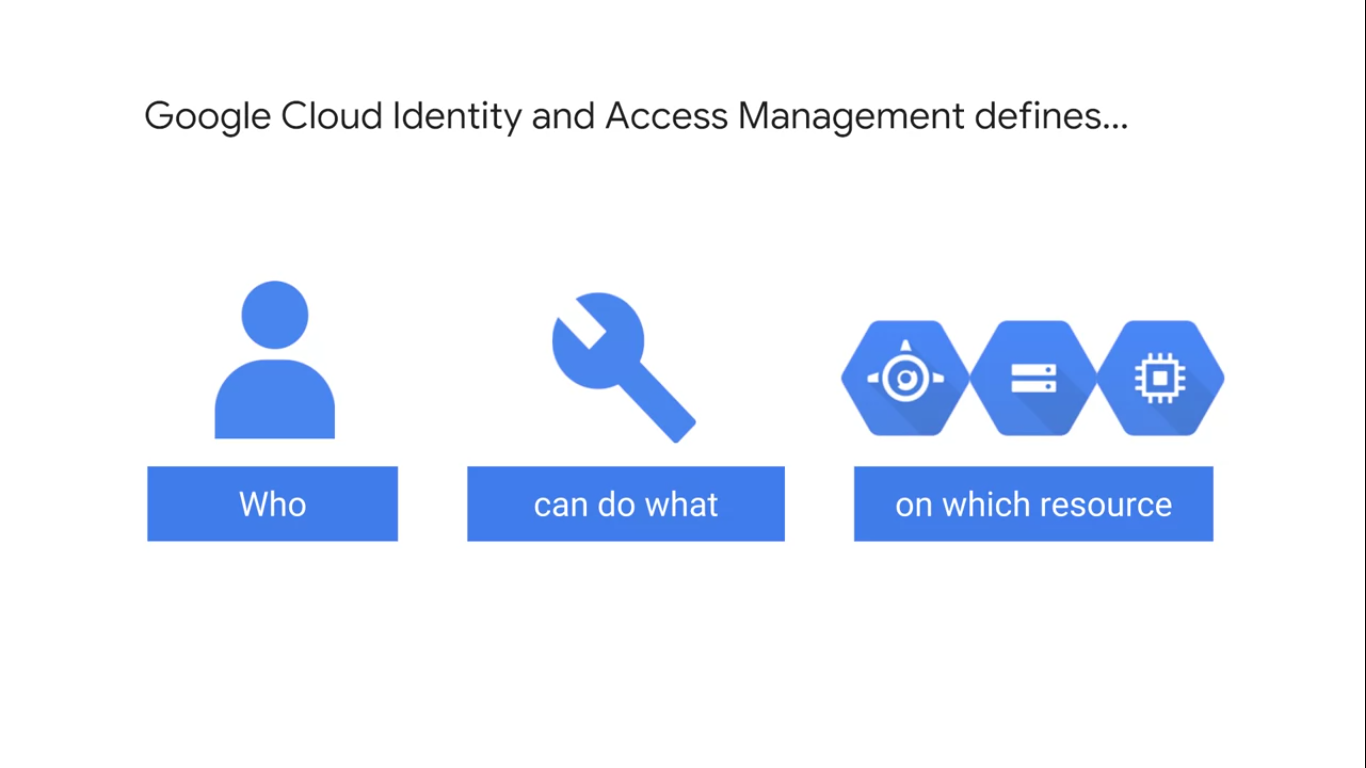 Google Cloud Identity and Access Management defines...
Who
can do what
on which resource